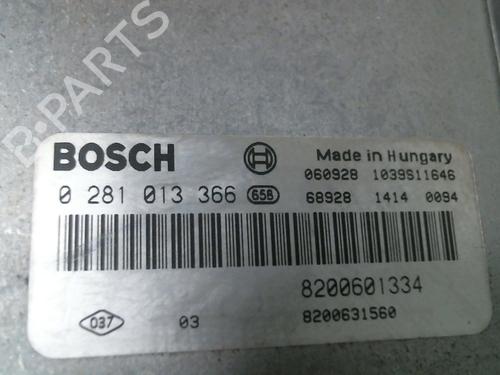 B-PARTS
BOSCH
Made in Hungary
060928 1039S11646
0 281 013 366 658
68928 1414 0094
8200601334
037 03 8200631560